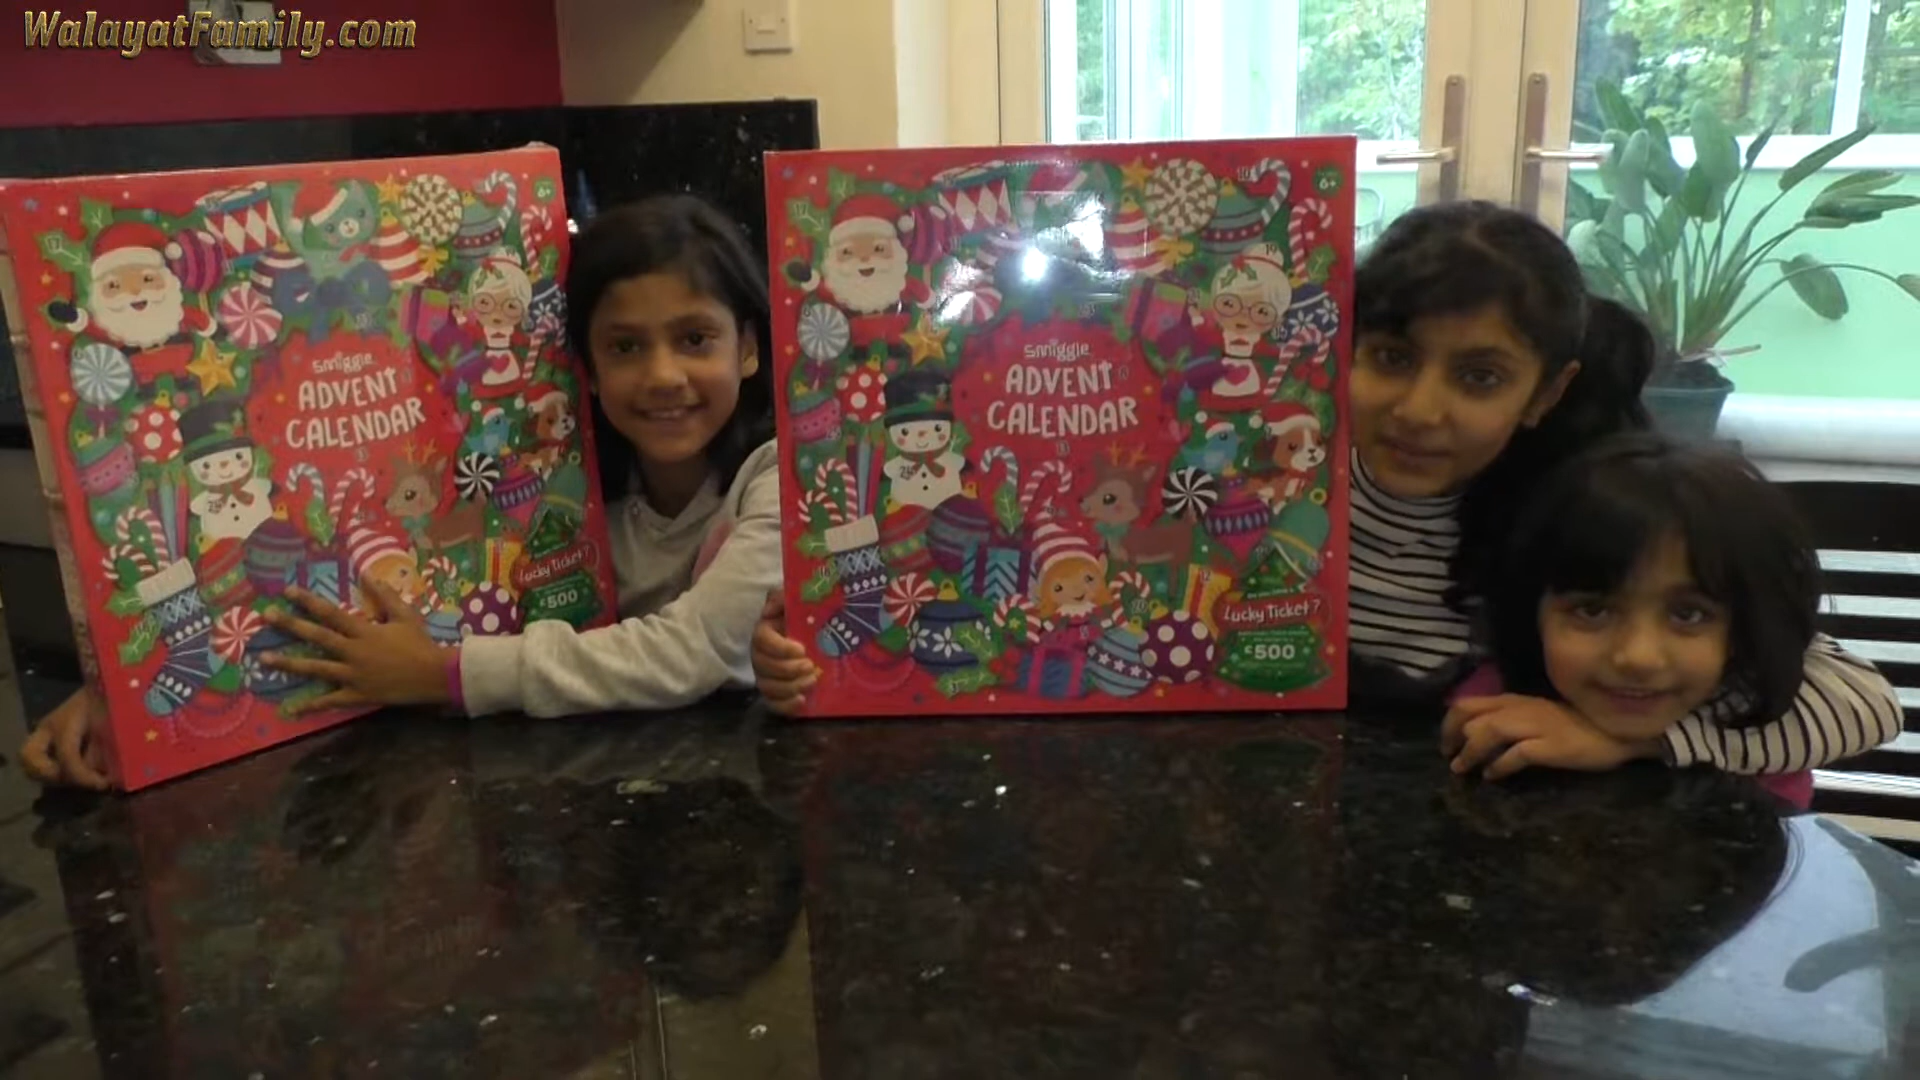 WalayatFamily.com
6+
smiggle
ADVENT
CALENDAR
Lucky Ticket?
£500
6+
smiggle
ADVENT
CALENDAR
Lucky Ticket?
£500